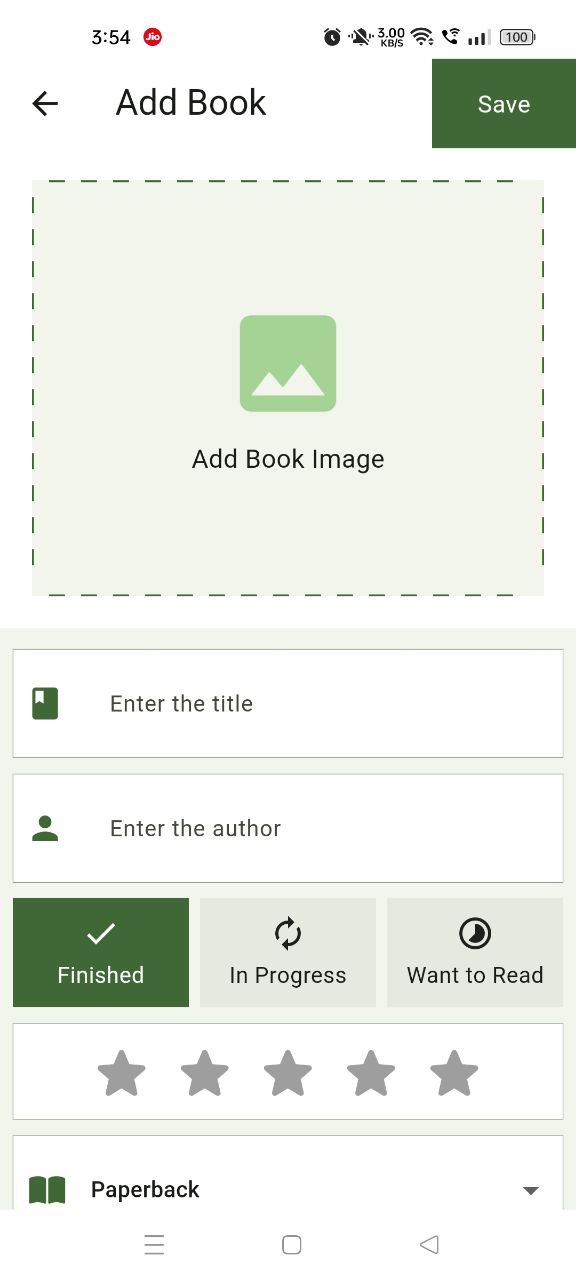 3:54 Jio 3.00 KB/S 100
Add Book Save
Add Book Image
Enter the title
Enter the author
Finished In Progress Want to Read
Paperback